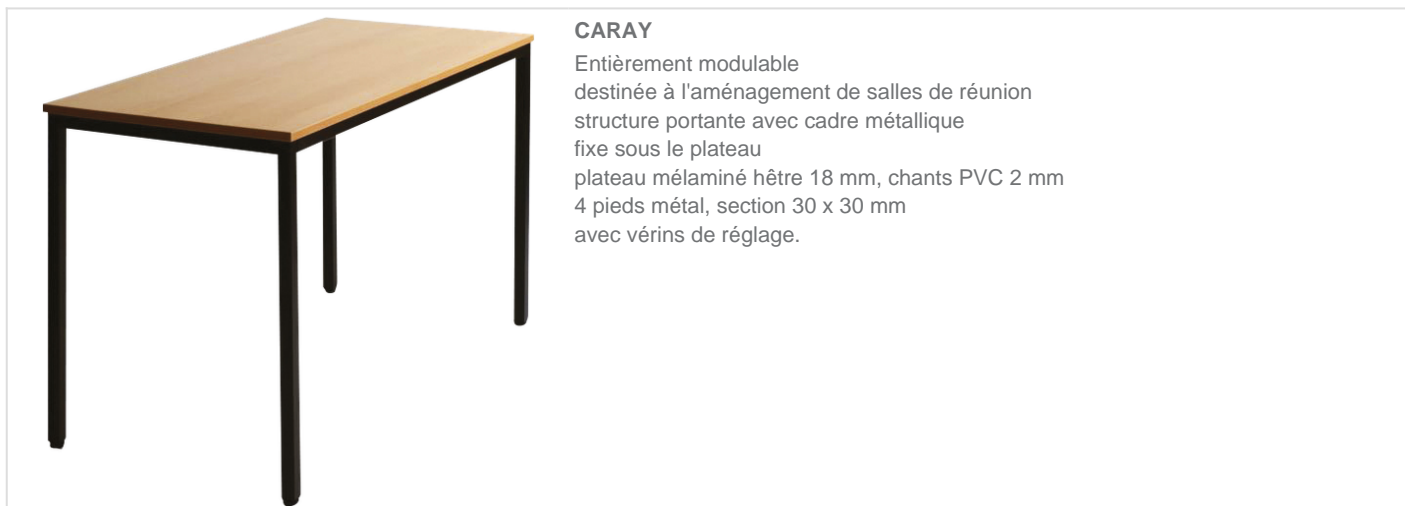 CARAY
Entièrement modulable
destinée à l'aménagement de salles de réunion
structure portante avec cadre métallique
fixe sous le plateau
plateau mélaminé hêtre 18 mm, chants PVC 2 mm
4 pieds métal, section 30 x 30 mm
avec vérins de réglage.